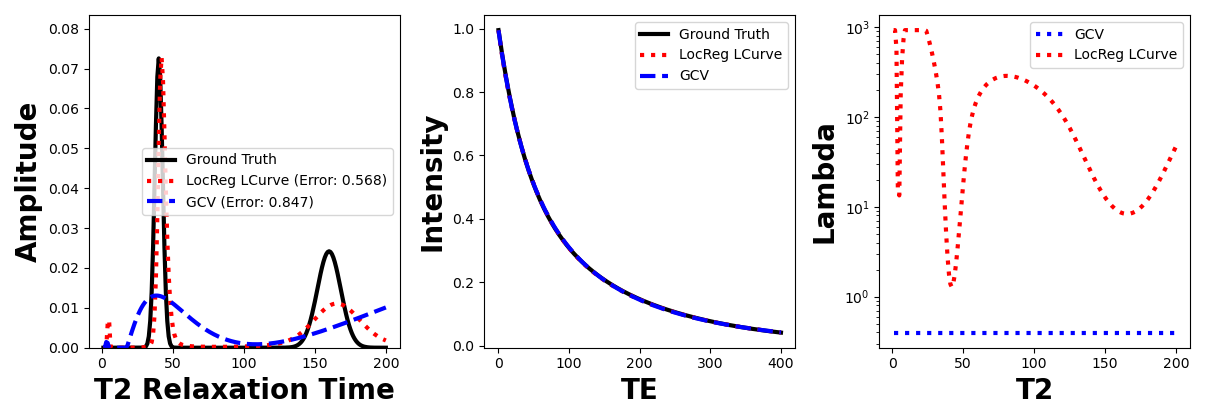 Amplitude
0.08
0.07
0.06
0.05
0.04
0.03
0.02
0.01
0.00
Ground Truth
LocReg LCurve (Error: 0.568)
GCV (Error: 0.847)
0 50 100 150 200
T2 Relaxation Time
Intensity
1.0
0.8
0.6
0.4
0.2
0.0
Ground Truth
LocReg LCurve
GCV
0 100 200 300 400
TE
Lambda
10³
10²
10¹
10⁰
GCV
LocReg LCurve
0 50 100 150 200
T2